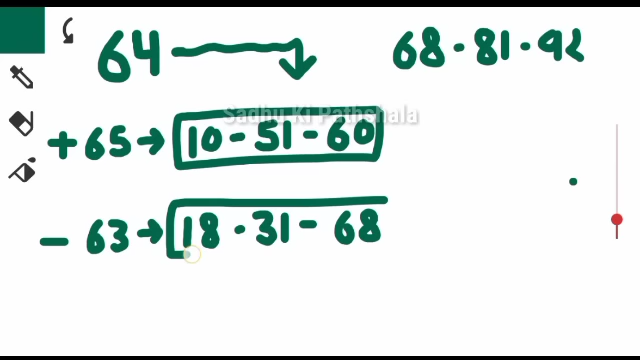 64 → 68 - 81 - 92
Sadhu Ki Pathshala
+ 65 → 10 - 51 - 60
- 63 → 18 - 31 - 68